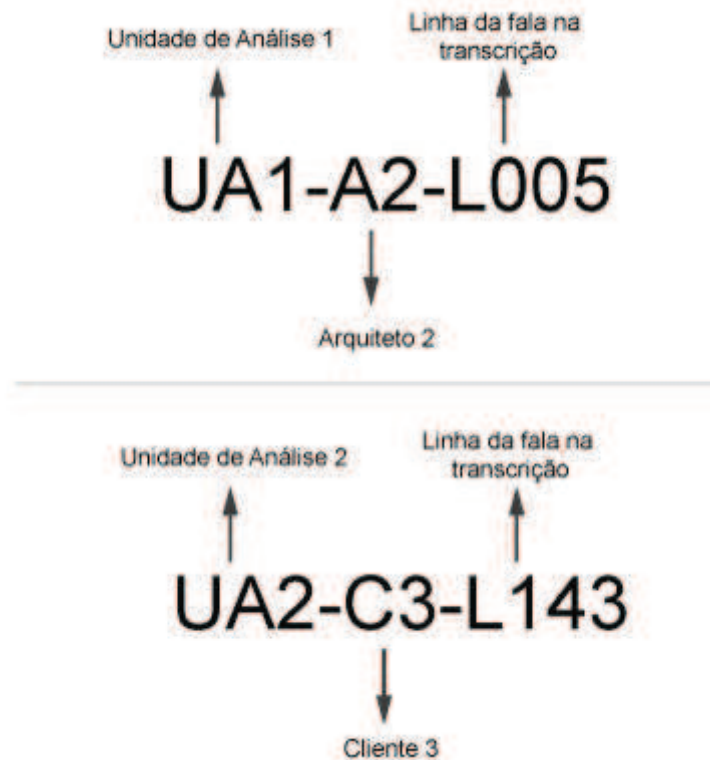 Unidade de Análise 1
Linha da fala na
transcrição
UA1-A2-L005
Arquiteto 2
Unidade de Análise 2
Linha da fala na
transcrição
UA2-C3-L143
Cliente 3